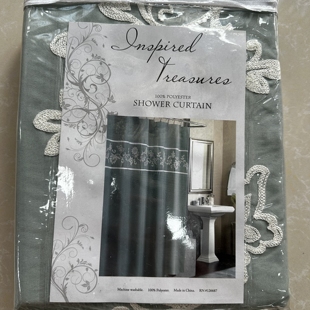 Inspired
Treasures
100% POLYESTER
SHOWER CURTAIN
Machine washable. 100% Polyester. Made in China